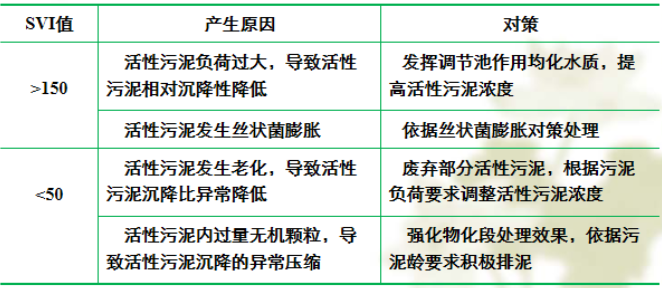 SVI值 产生原因 对策
>150
活性污泥负荷过大，导致活性
污泥相对沉降性降低
发挥调节池作用均化水质，提
高活性污泥浓度
活性污泥发生丝状菌膨胀
依据丝状菌膨胀对策处理
<50
活性污泥发生老化，导致活性
污泥沉降比异常降低
废弃部分活性污泥，根据污泥
负荷要求调整活性污泥浓度
活性污泥内过量无机颗粒，导
致活性污泥沉降的异常压缩
强化物化段处理效果，依据污
泥龄要求积极排泥